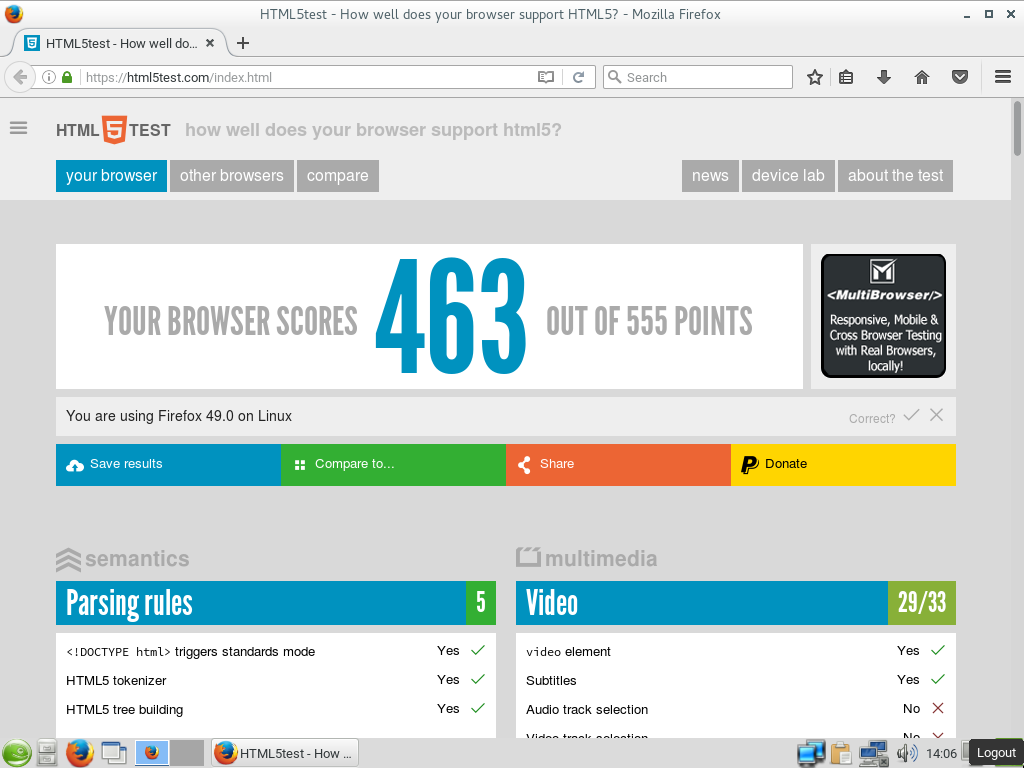 HTML5test - How well does your browser support HTML5? - Mozilla Firefox
HTML5test - How well do...
https://html5test.com/index.html
Search
HTML 5 TEST how well does your browser support html5?
your browser other browsers compare news device lab about the test
YOUR BROWSER SCORES 463 OUT OF 555 POINTS
<MultiBrowser/>
Responsive, Mobile &
Cross Browser Testing
with Real Browsers,
locally!
You are using Firefox 49.0 on Linux
Correct?
Save results Compare to... Share Donate
semantics
Parsing rules 5
<!DOCTYPE html> triggers standards mode Yes
HTML5 tokenizer Yes
HTML5 tree building Yes
multimedia
Video 29/33
video element Yes
Subtitles Yes
Audio track selection No
Video track selection No
HTML5test - How ...
14:06
Logout